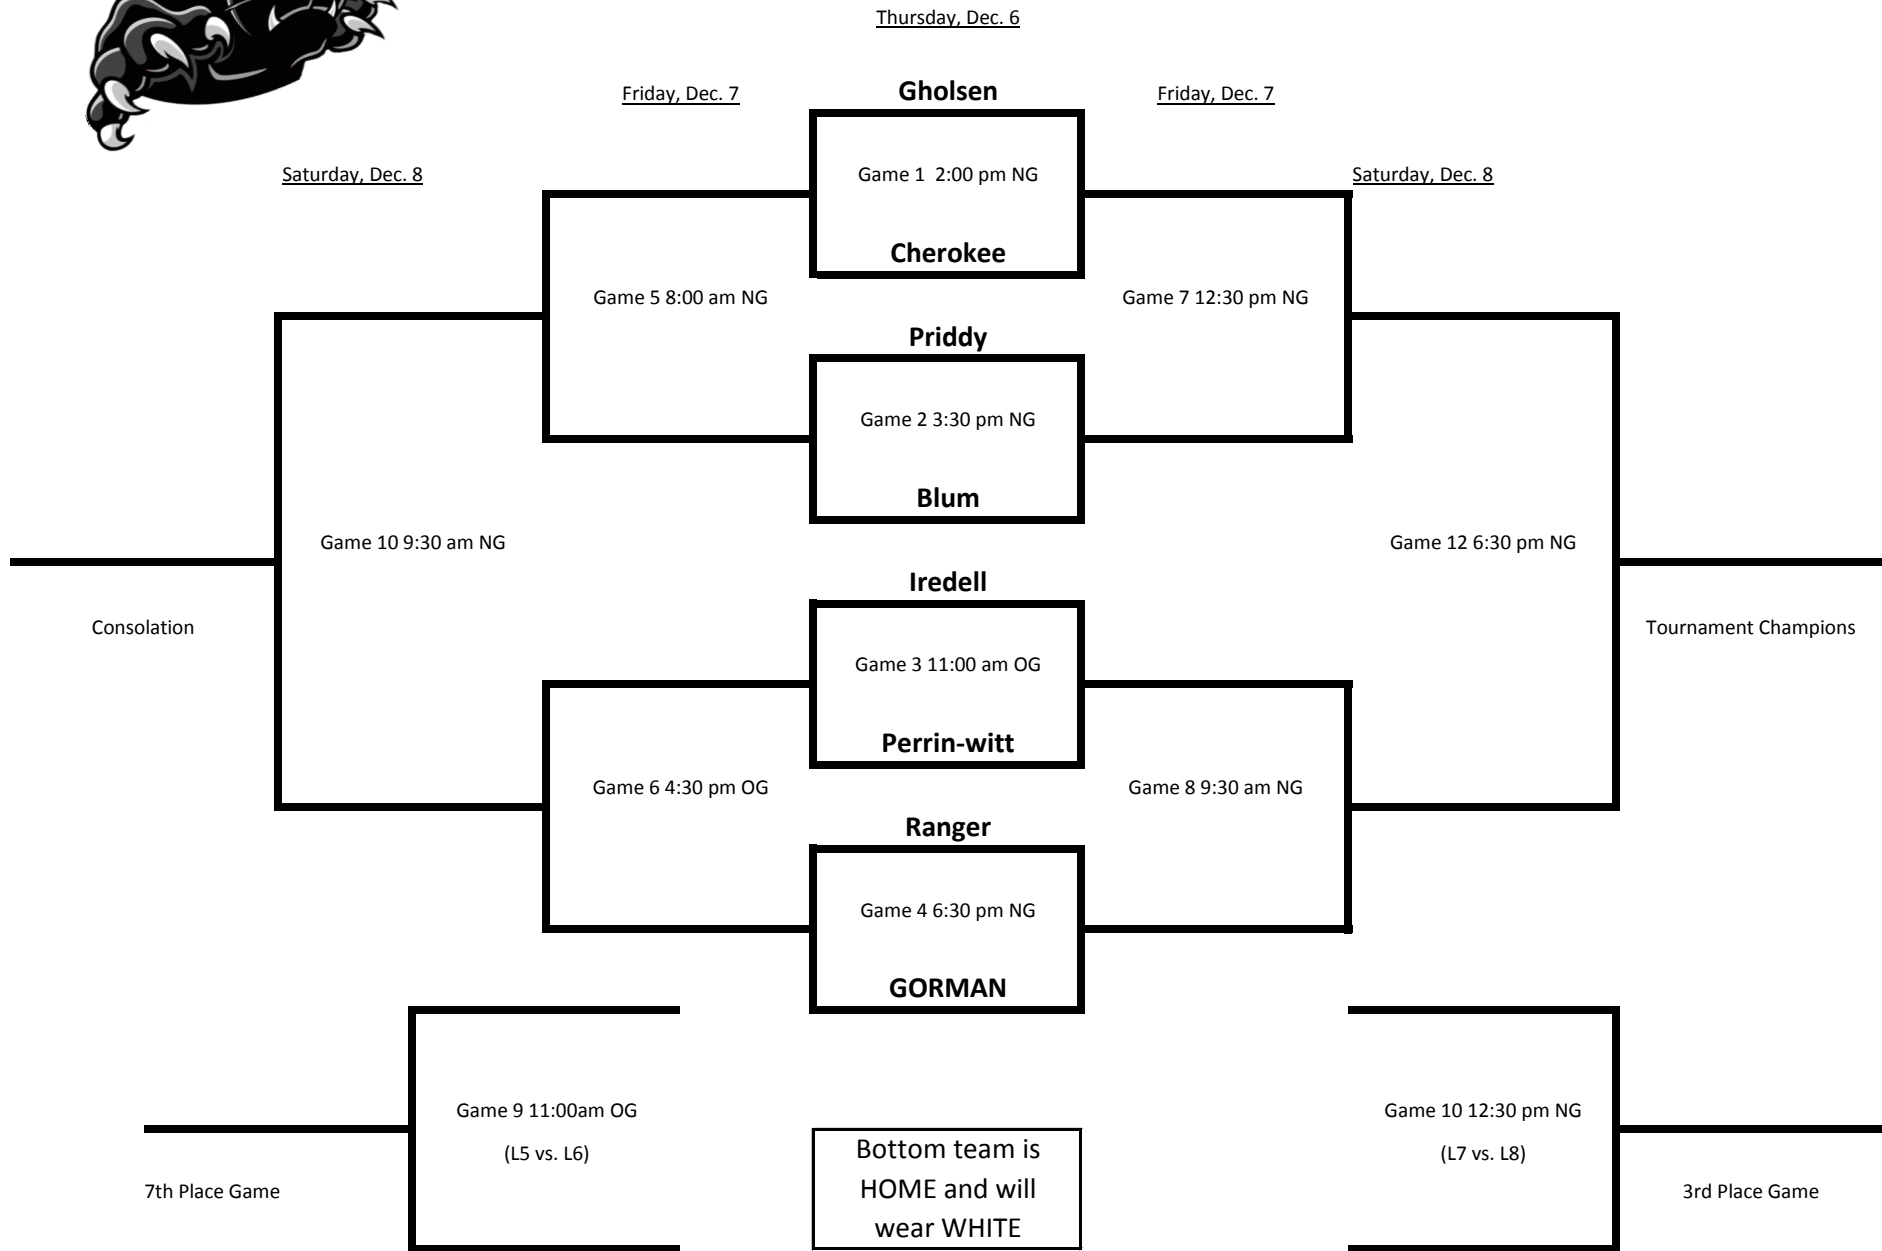 Thursday, Dec. 6
Friday, Dec. 7
Gholsen
Friday, Dec. 7
Saturday, Dec. 8
Game 1  2:00 pm NG
Saturday, Dec. 8
Cherokee
Game 5 8:00 am NG
Game 7 12:30 pm NG
Priddy
Game 2 3:30 pm NG
Blum
Game 10 9:30 am NG
Game 12 6:30 pm NG
Iredell
Consolation
Tournament Champions
Game 3 11:00 am OG
Perrin-witt
Game 6 4:30 pm OG
Game 8 9:30 am NG
Ranger
Game 4 6:30 pm NG
GORMAN
Game 9 11:00am OG
Game 10 12:30 pm NG
(L5 vs. L6)
(L7 vs. L8)
7th Place Game
3rd Place Game
Bottom team is
HOME and will
wear WHITE